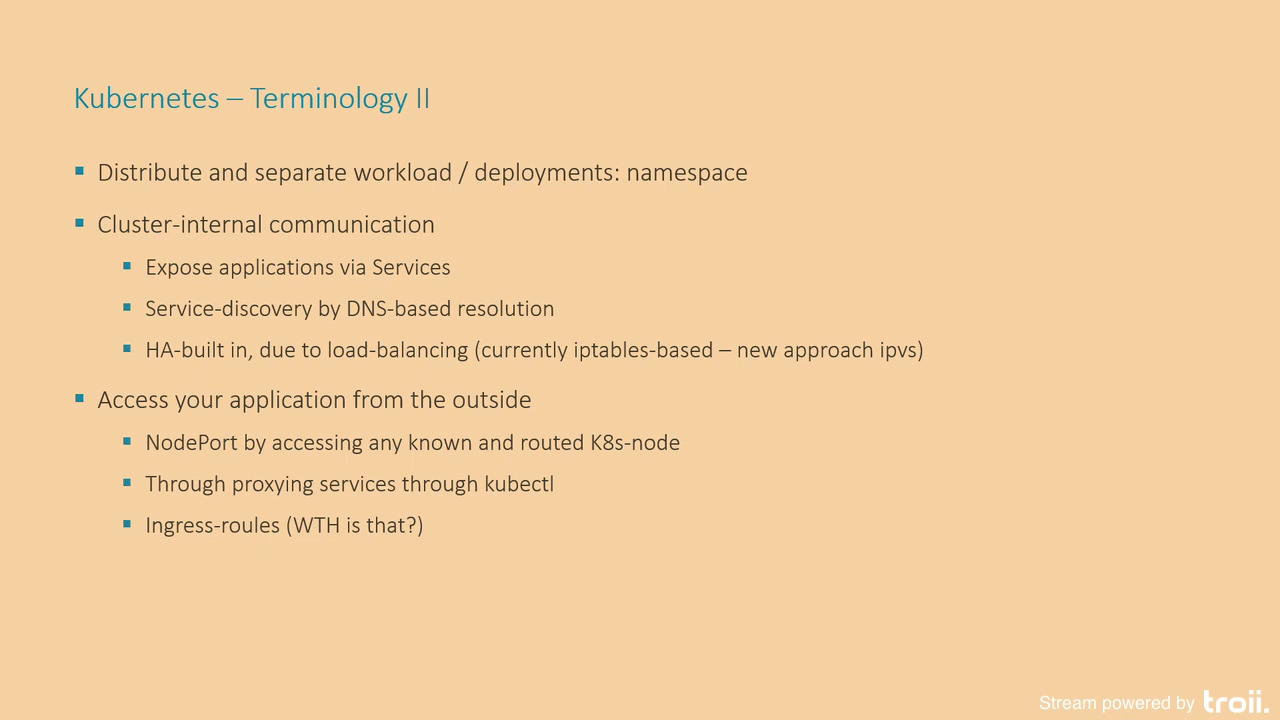 Kubernetes – Terminology II
Distribute and separate workload / deployments: namespace
Cluster-internal communication
Expose applications via Services
Service-discovery by DNS-based resolution
HA-built in, due to load-balancing (currently iptables-based – new approach ipvs)
Access your application from the outside
NodePort by accessing any known and routed K8s-node
Through proxying services through kubectl
Ingress-roules (WTH is that?)
Stream powered by troii.